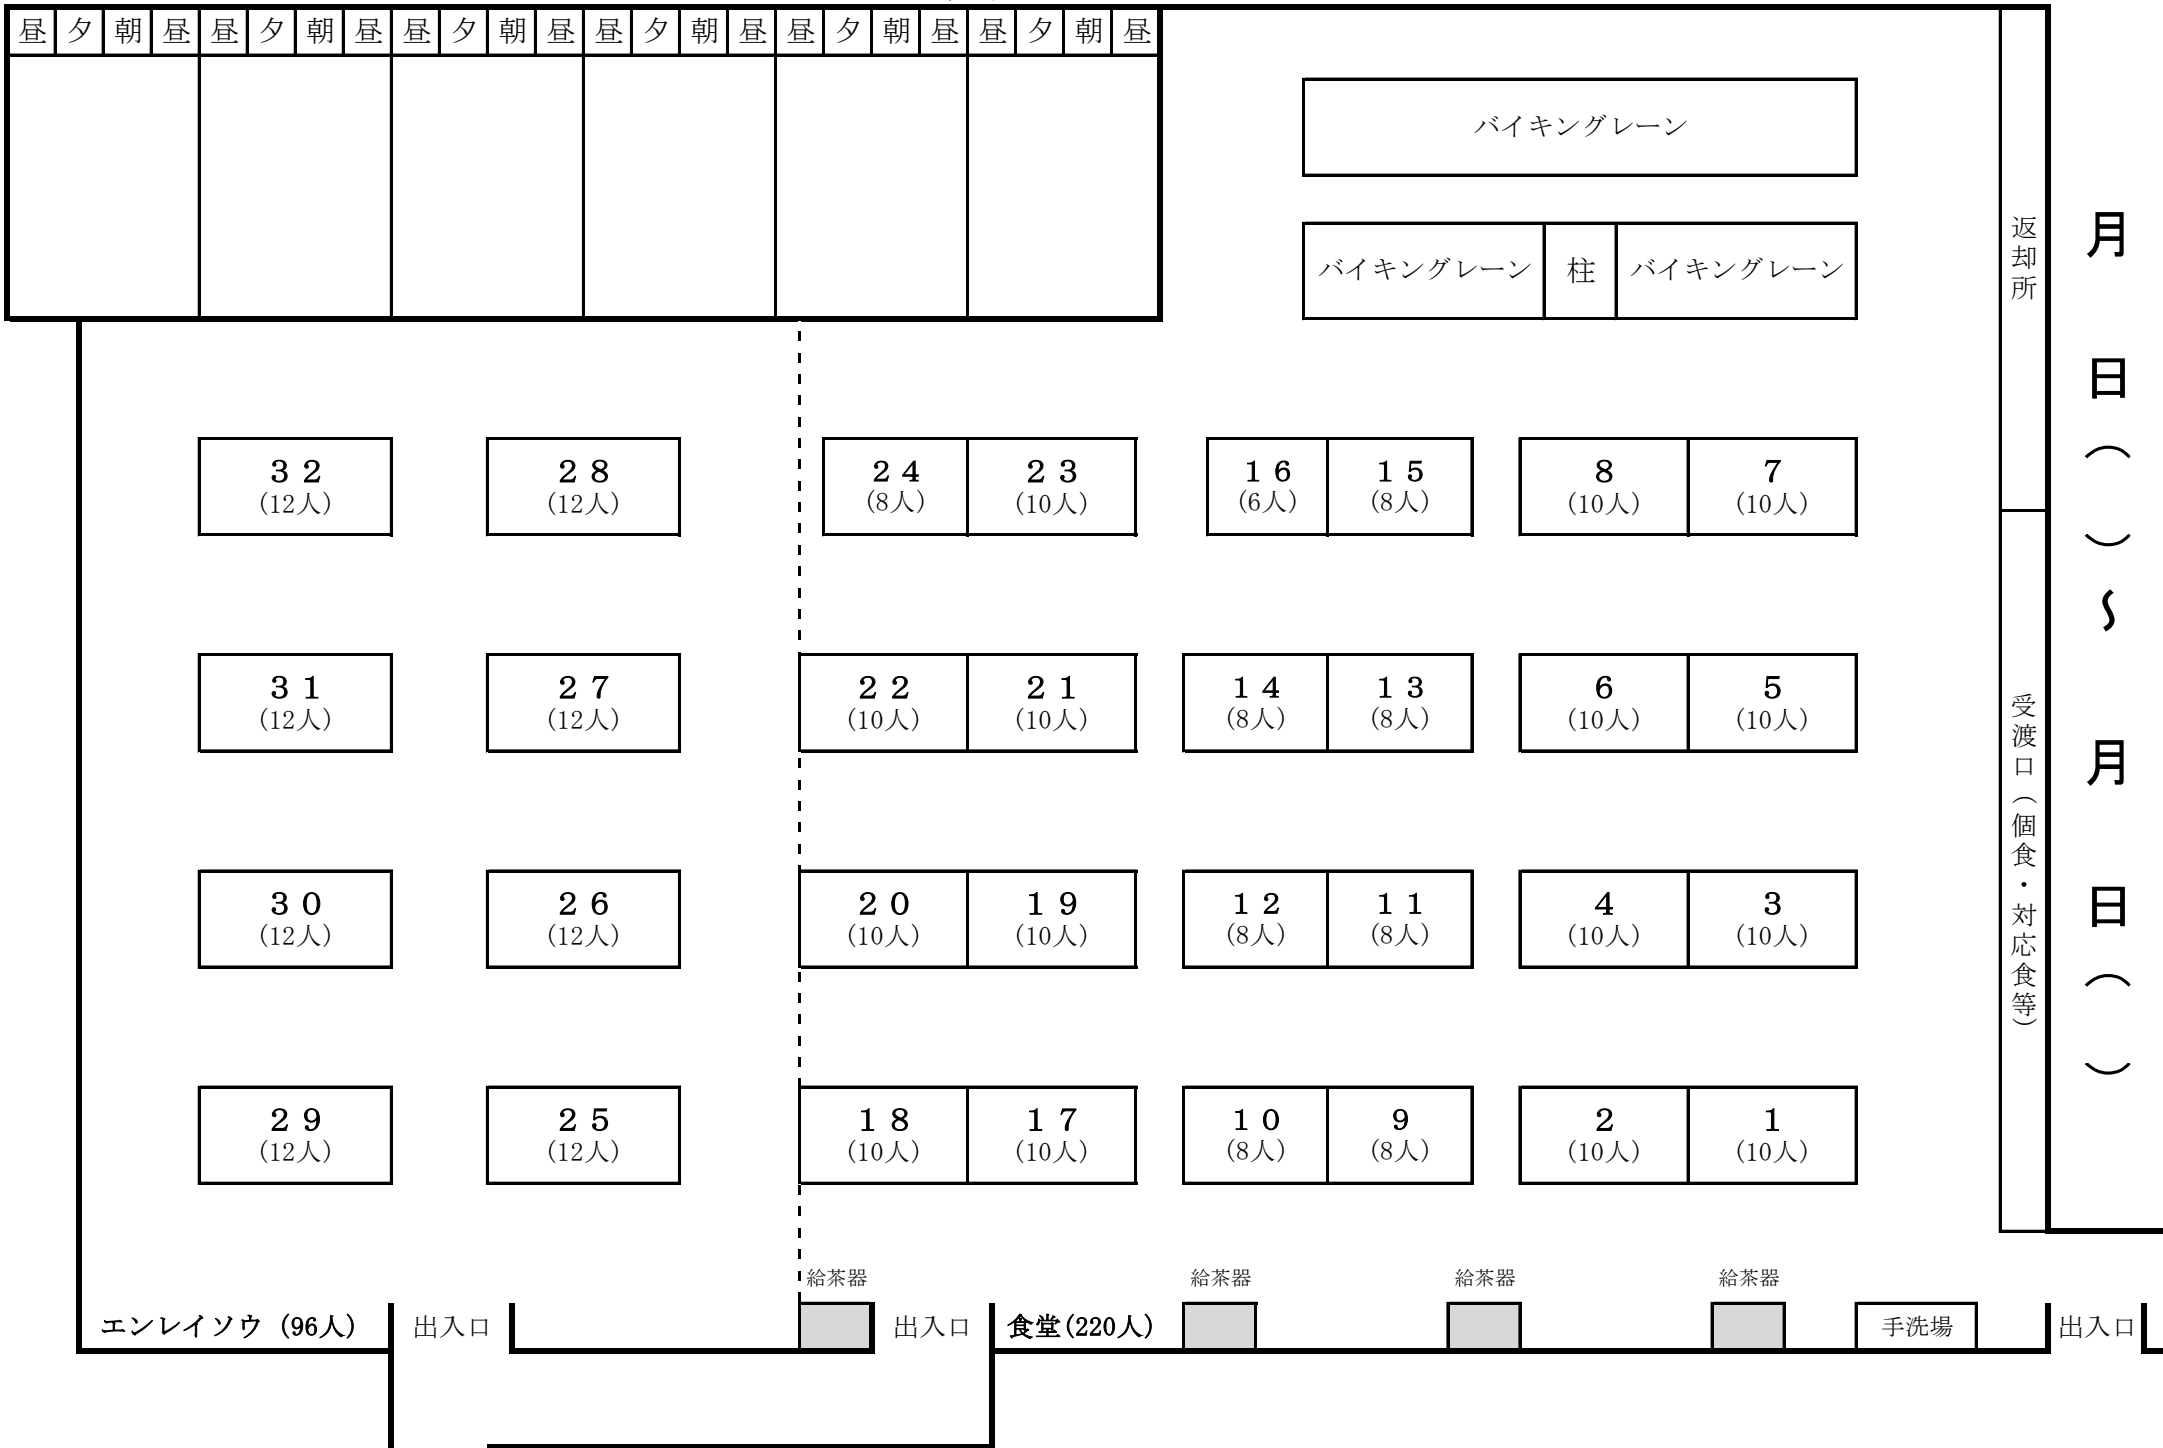 昼 夕 朝 昼 昼 夕 朝 昼 昼 夕 朝 昼 昼 夕 朝 昼 昼 夕 朝 昼 昼 夕 朝 昼
バイキングレーン
バイキングレーン 柱 バイキングレーン
返却所
受渡口（個食・対応食等）
月 日（ ）～ 月 日（ ）
３２ ２８ ２４ ２３ １６ １５ ８ ７
(12人) (12人) (8人) (10人) (6人) (8人) (10人) (10人)
３１ ２７ ２２ ２１ １４ １３ ６ ５
(12人) (12人) (10人) (10人) (8人) (8人) (10人) (10人)
３０ ２６ ２０ １９ １２ １１ ４ ３
(12人) (12人) (10人) (10人) (8人) (8人) (10人) (10人)
２９ ２５ １８ １７ １０ ９ ２ １
(12人) (12人) (10人) (10人) (8人) (8人) (10人) (10人)
給茶器 給茶器 給茶器 給茶器
エンレイソウ (96人) 出入口 出入口 食堂(220人) 手洗場 出入口